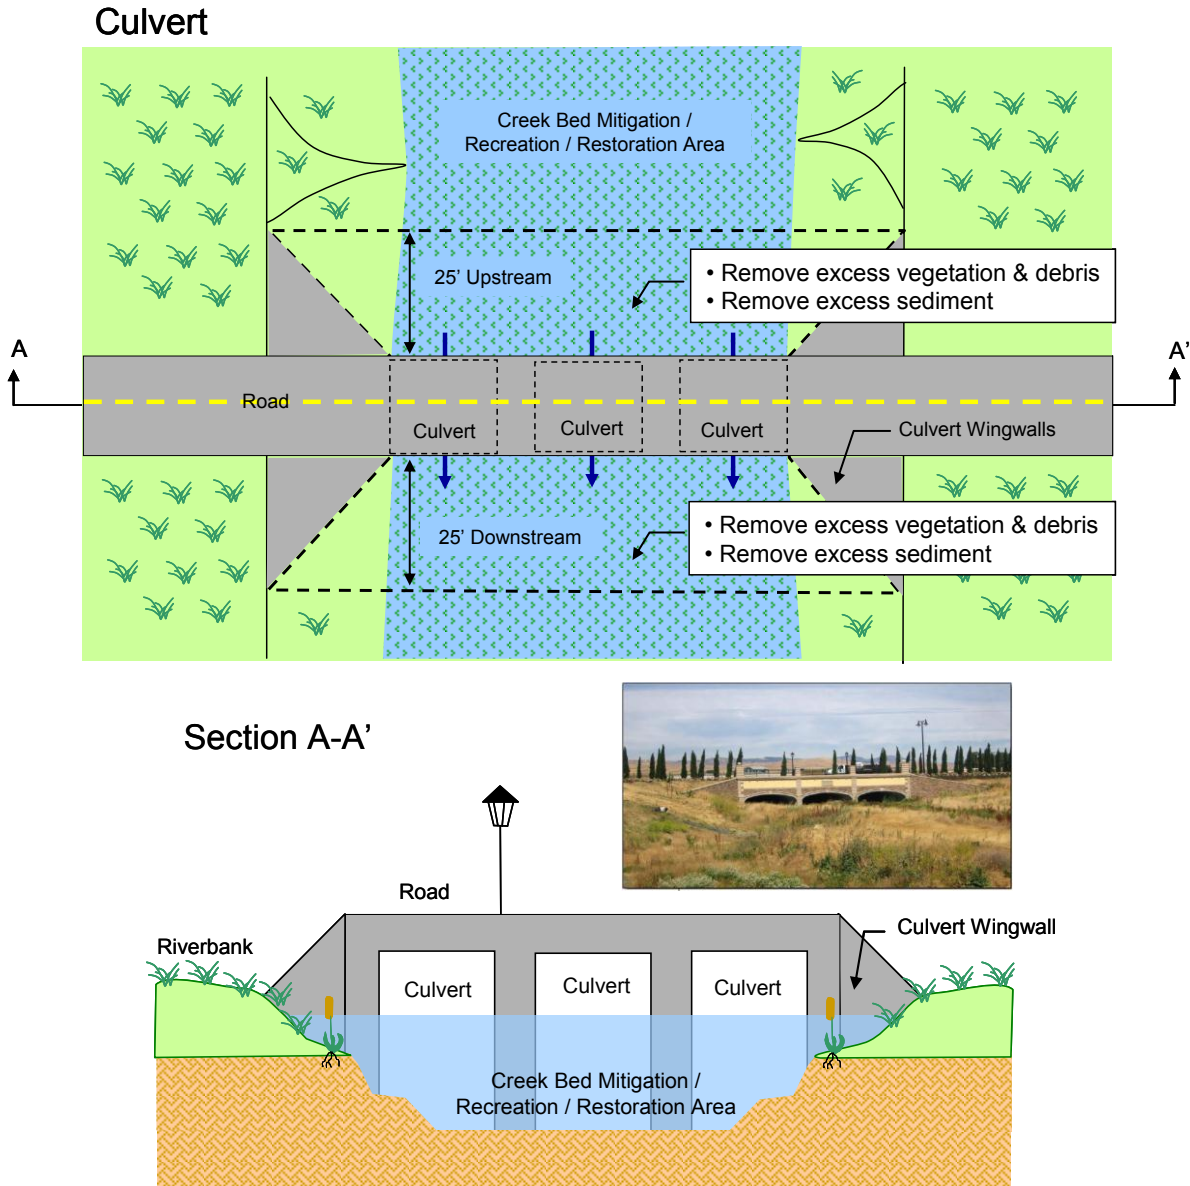 Culvert
Creek Bed Mitigation /
Recreation / Restoration Area
25’ Upstream
• Remove excess vegetation & debris
• Remove excess sediment
A
A’
Road
Culvert
Culvert
Culvert
Culvert Wingwalls
25’ Downstream
• Remove excess vegetation & debris
• Remove excess sediment
Section A-A’
Road
Riverbank
Culvert Wingwall
Culvert
Culvert
Culvert
Creek Bed Mitigation /
Recreation / Restoration Area